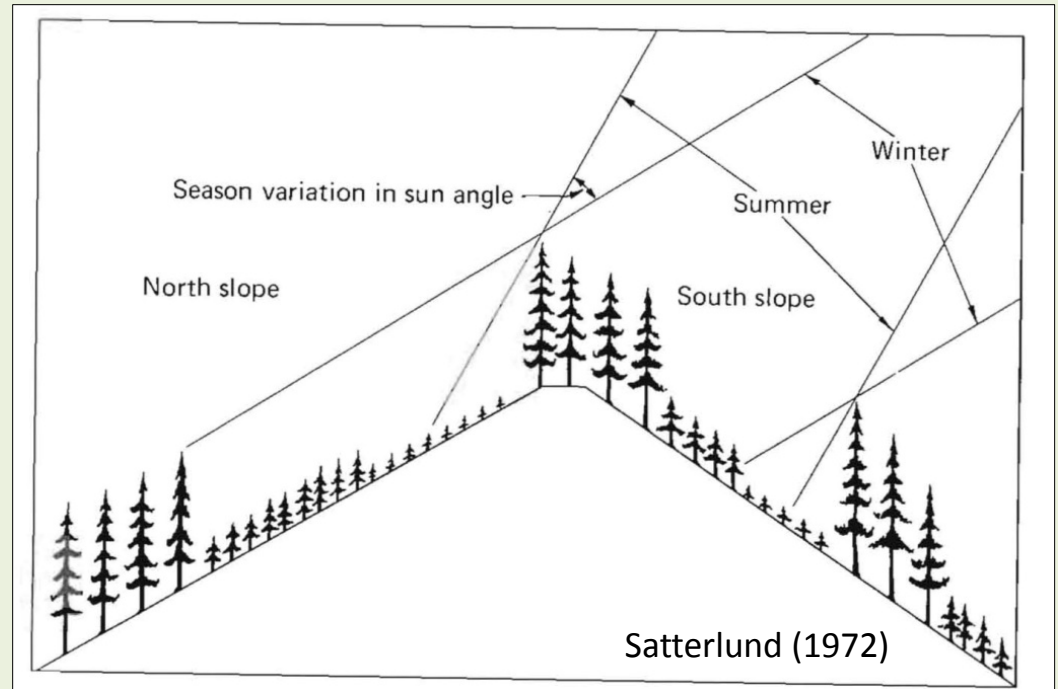 Winter
Season variation in sun angle
Summer
North slope
South slope
Satterlund (1972)